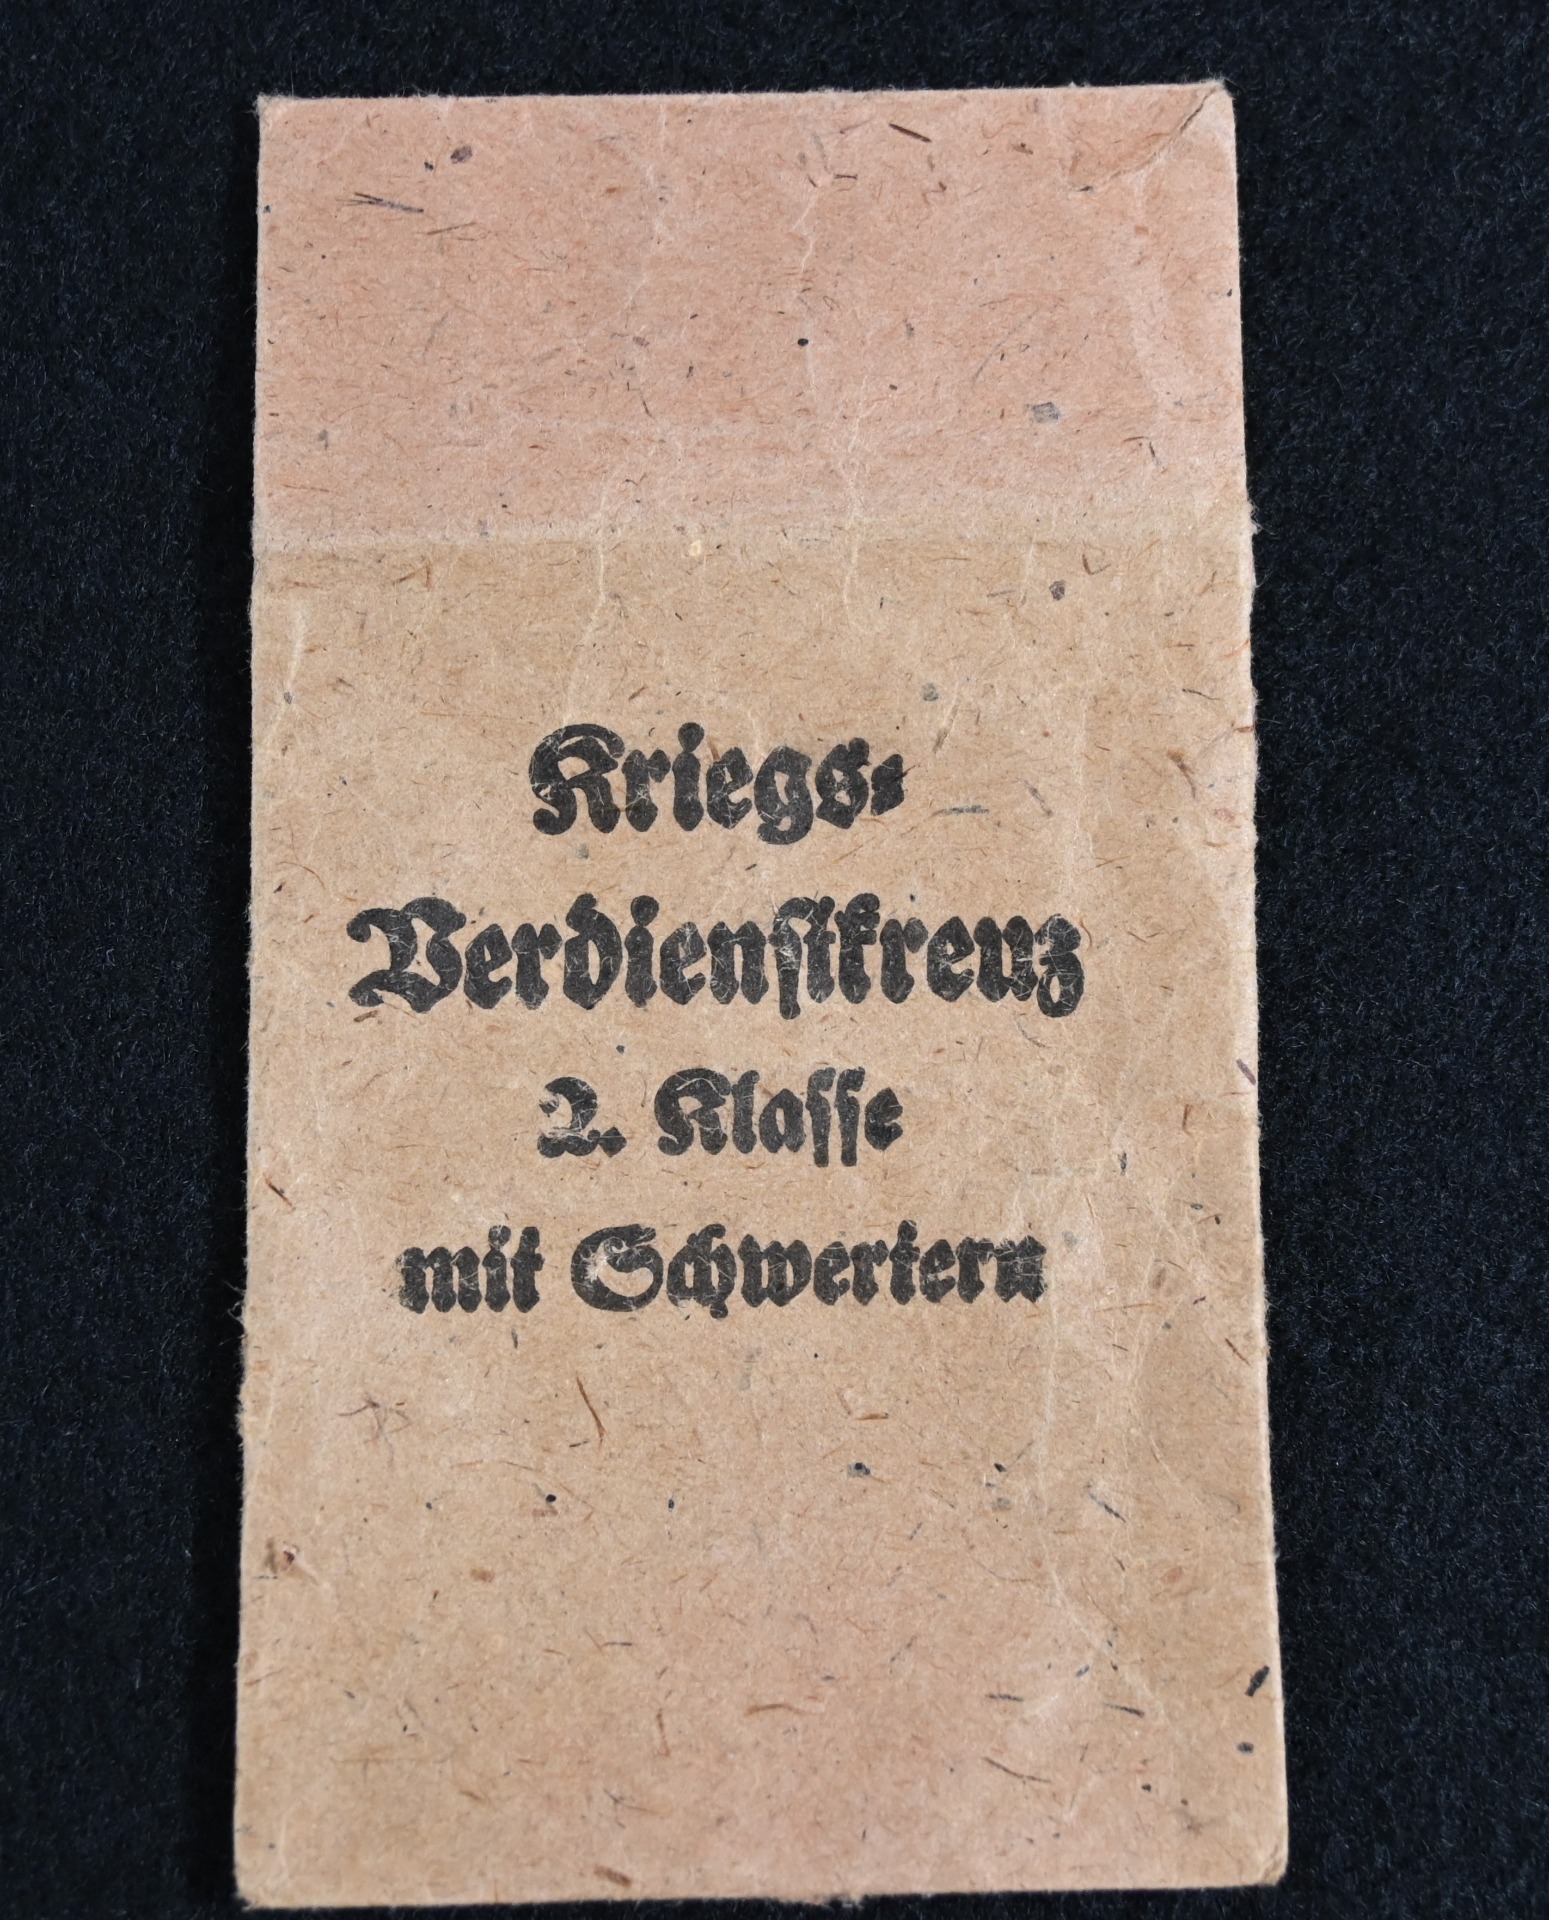 Kriegs-
Verdienstkreuz
2. Klasse
mit Schwertern